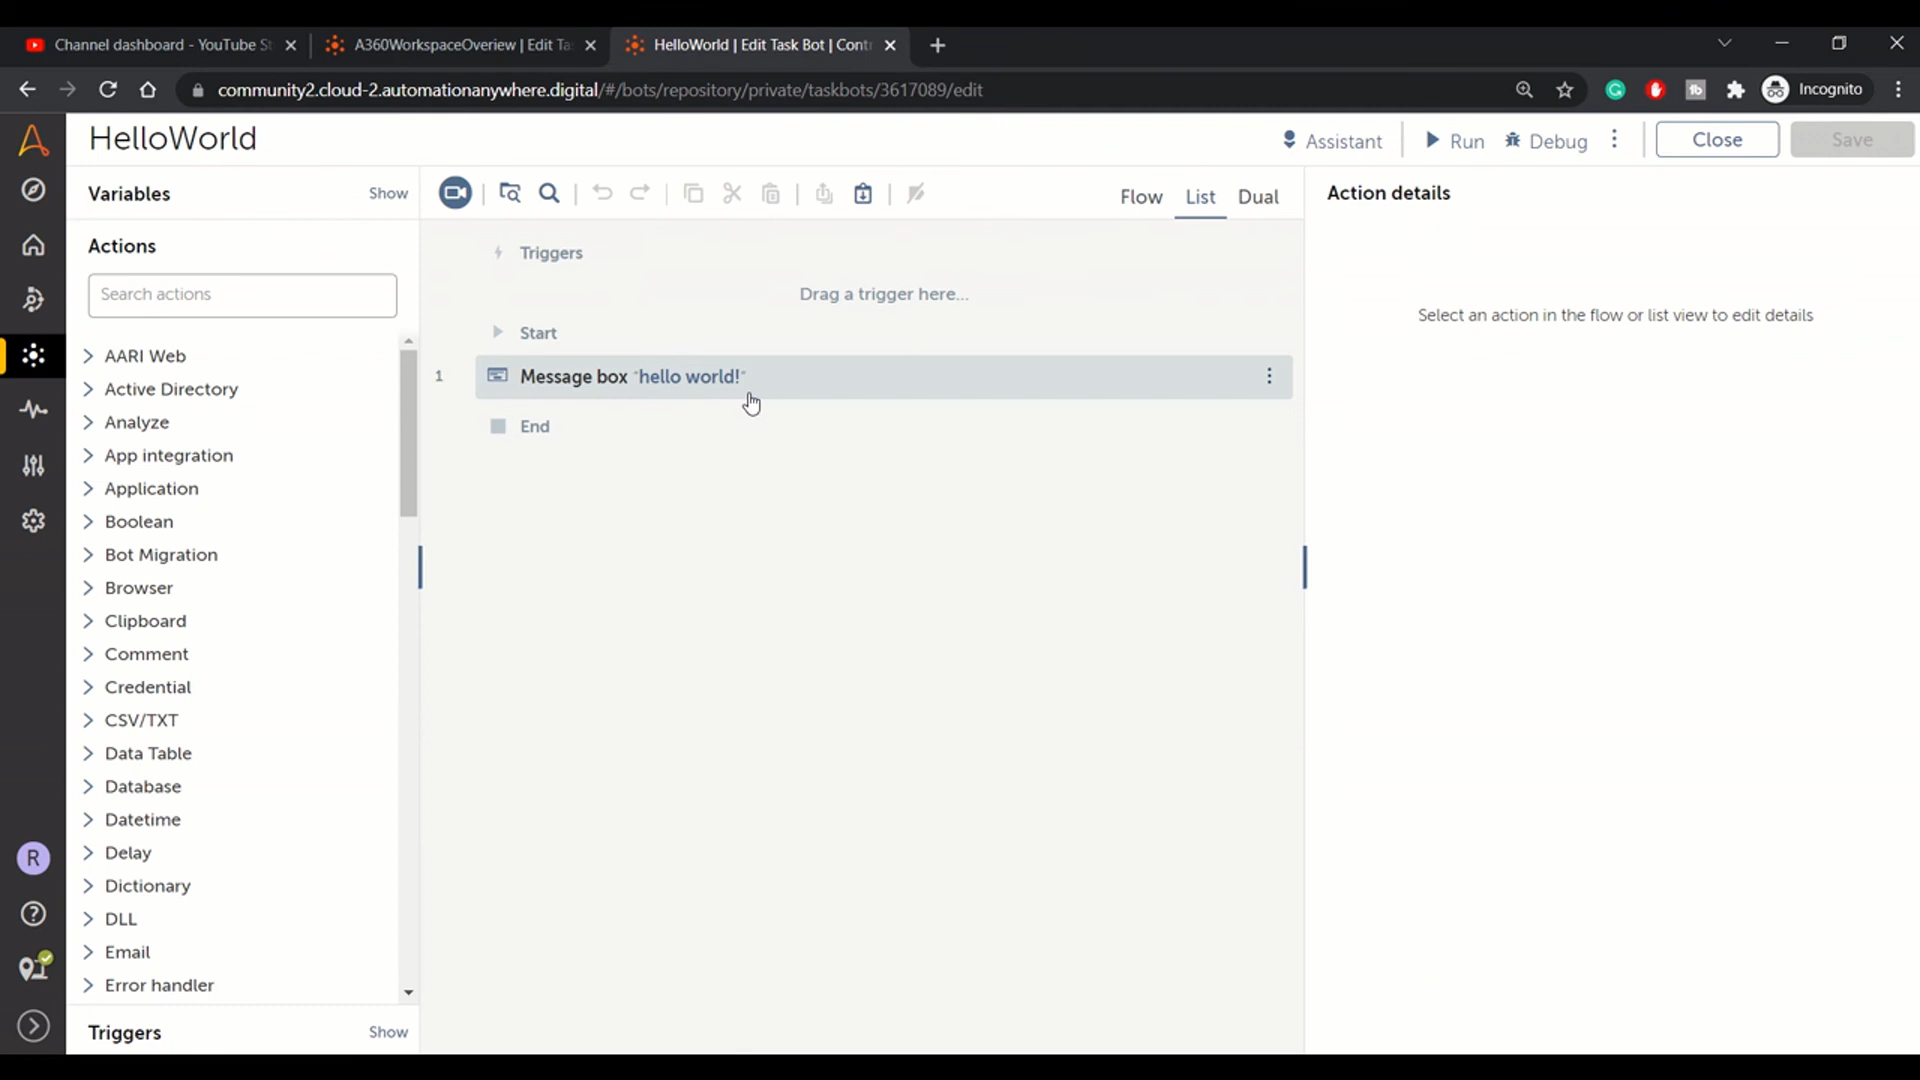 Channel dashboard - YouTube St
A360WorkspaceOveriew | Edit Ta
HelloWorld | Edit Task Bot | Contr
community2.cloud-2.automationanywhere.digital/#/bots/repository/private/taskbots/3617089/edit
Incognito
HelloWorld
Assistant
Run
Debug
Close
Save
Variables
Show
Flow
List
Dual
Action details
Actions
Search actions
Triggers
Drag a trigger here...
Start
1
Message box "hello world!"
End
Select an action in the flow or list view to edit details
AARI Web
Active Directory
Analyze
App integration
Application
Boolean
Bot Migration
Browser
Clipboard
Comment
Credential
CSV/TXT
Data Table
Database
Datetime
Delay
Dictionary
DLL
Email
Error handler
R
Triggers
Show